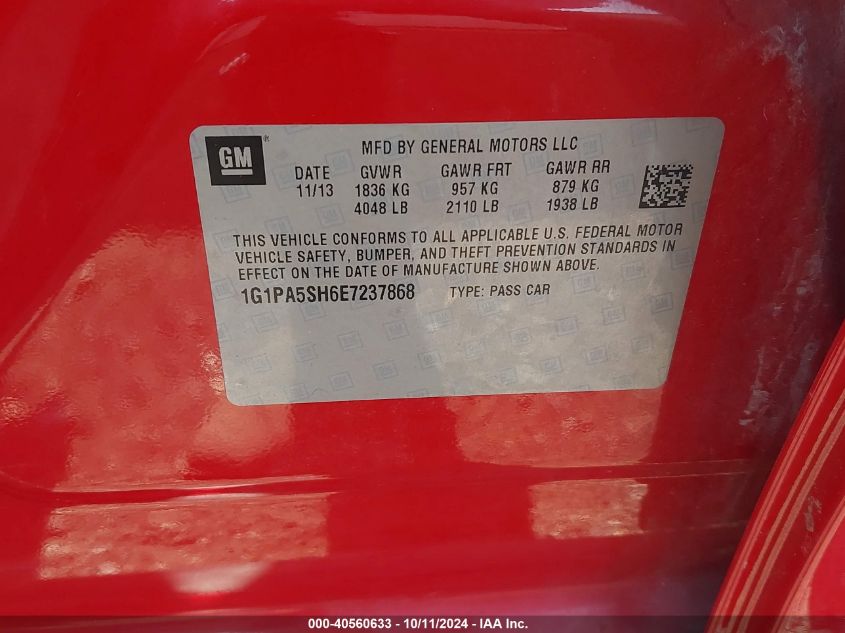 GM
MFD BY GENERAL MOTORS LLC
DATE GVWR GAWR FRT GAWR RR
11/13 1836 KG 957 KG 879 KG
4048 LB 2110 LB 1938 LB
THIS VEHICLE CONFORMS TO ALL APPLICABLE U.S. FEDERAL MOTOR
VEHICLE SAFETY, BUMPER, AND THEFT PREVENTION STANDARDS IN
EFFECT ON THE DATE OF MANUFACTURE SHOWN ABOVE.
1G1PA5SH6E7237868 TYPE: PASS CAR
000-40560633 - 10/11/2024 - IAA Inc.